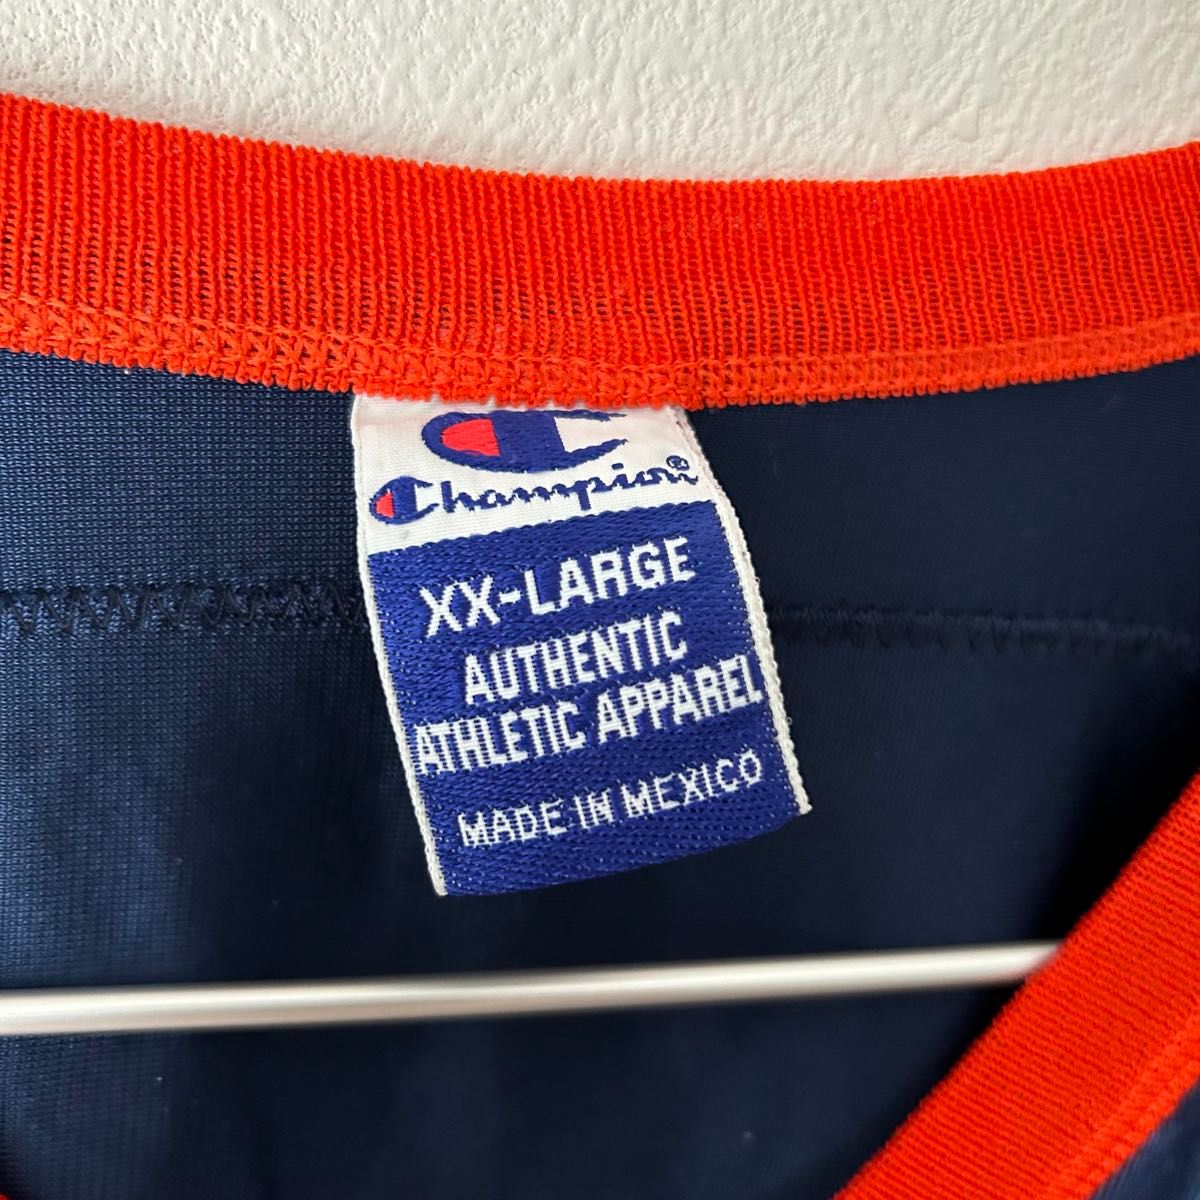 Champion®
XX-LARGE
AUTHENTIC
ATHLETIC APPAREL
MADE IN MEXICO